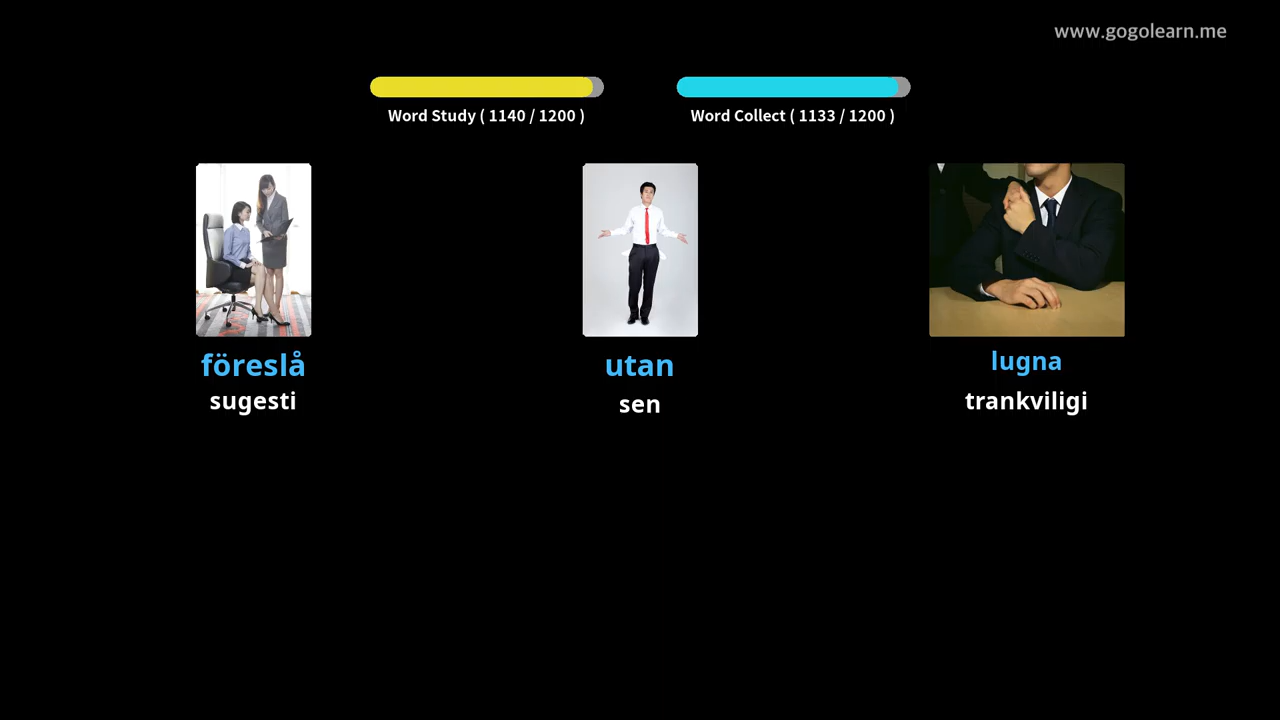 www.gogolearn.me
Word Study ( 1140 / 1200 )
Word Collect ( 1133 / 1200 )
föreslå
sugesti
utan
sen
lugna
trankviligi